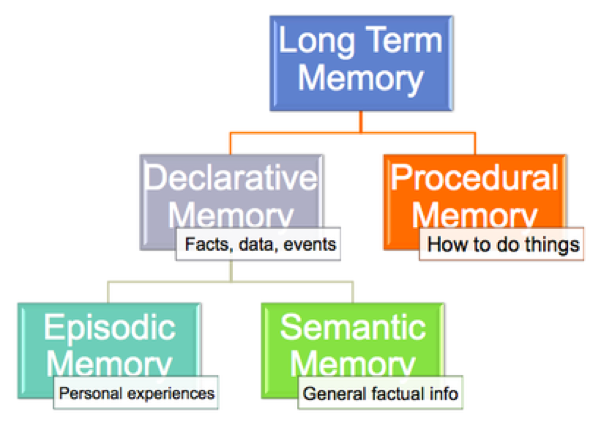 Long Term
Memory
Declarative
Memory
Facts, data, events
Procedural
Memory
How to do things
Episodic
Memory
Personal experiences
Semantic
Memory
General factual info